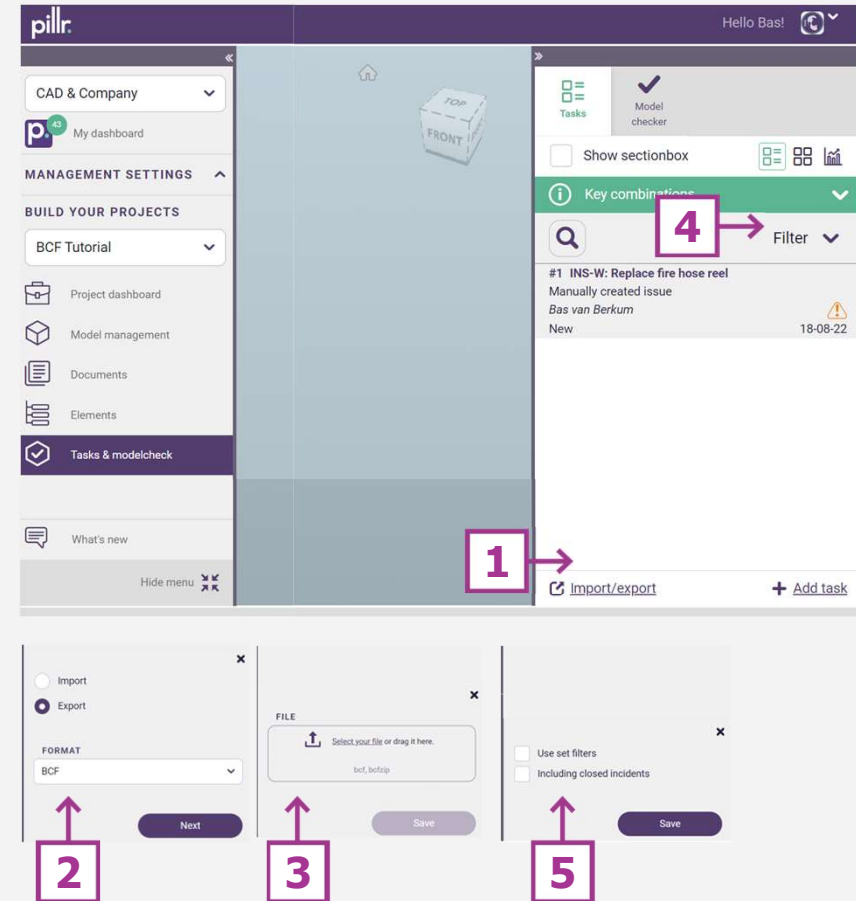 pillr.
Hello Bas!
CAD & Company
p. 43
My dashboard
MANAGEMENT SETTINGS
BUILD YOUR PROJECTS
BCF Tutorial
Project dashboard
Model management
Documents
Elements
Tasks & modelcheck
What's new
Hide menu
TOP
FRONT
Tasks
Model
checker
Show sectionbox
Key combinations
4
Filter
#1 INS-W: Replace fire hose reel
Manually created issue
Bas van Berkum
New 18-08-22
1
Import/export
+ Add task
Import
Export
FORMAT
BCF
Next
2
FILE
Select your file or drag it here.
bcf, bcfzip
Save
3
Use set filters
Including closed incidents
Save
5